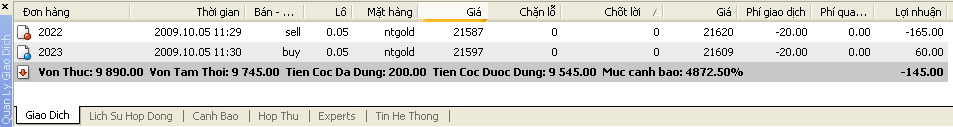 Đơn hàng Thời gian Bán - ... Lô Mặt hàng Giá Chặn lỗ Chốt lời / Giá Phí giao dịch Phí qua... Lợi nhuận
2022 2009.10.05 11:29 sell 0.05 ntgold 21587 0 0 21620 -20.00 0.00 -165.00
2023 2009.10.05 11:30 buy 0.05 ntgold 21597 0 0 21609 -20.00 0.00 60.00
Von Thuc: 9 890.00 Von Tam Thoi: 9 745.00 Tien Coc Da Dung: 200.00 Tien Coc Duoc Dung: 9 545.00 Muc canh bao: 4872.50% -145.00
Giao Dich Lich Su Hop Dong Canh Bao Hop Thu Experts Tin He Thong
Quan Ly Giao Dich